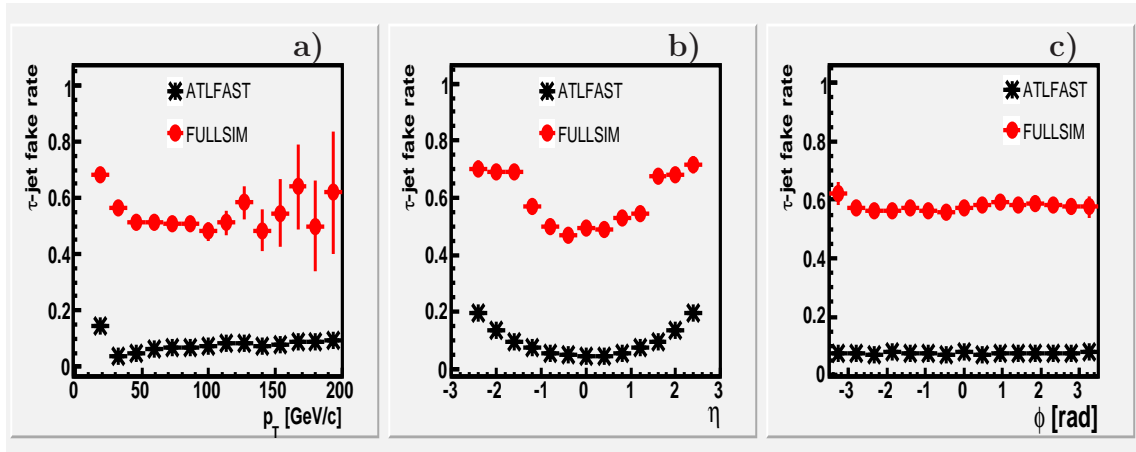 a)
τ-jet fake rate
1
0.8
0.6
0.4
0.2
0
ATLFAST
FULLSIM
0 50 100 150 200
p_T [GeV/c]
b)
τ-jet fake rate
1
0.8
0.6
0.4
0.2
0
ATLFAST
FULLSIM
-3 -2 -1 0 1 2 3
η
c)
τ-jet fake rate
1
0.8
0.6
0.4
0.2
0
ATLFAST
FULLSIM
-3 -2 -1 0 1 2 3
ϕ [rad]